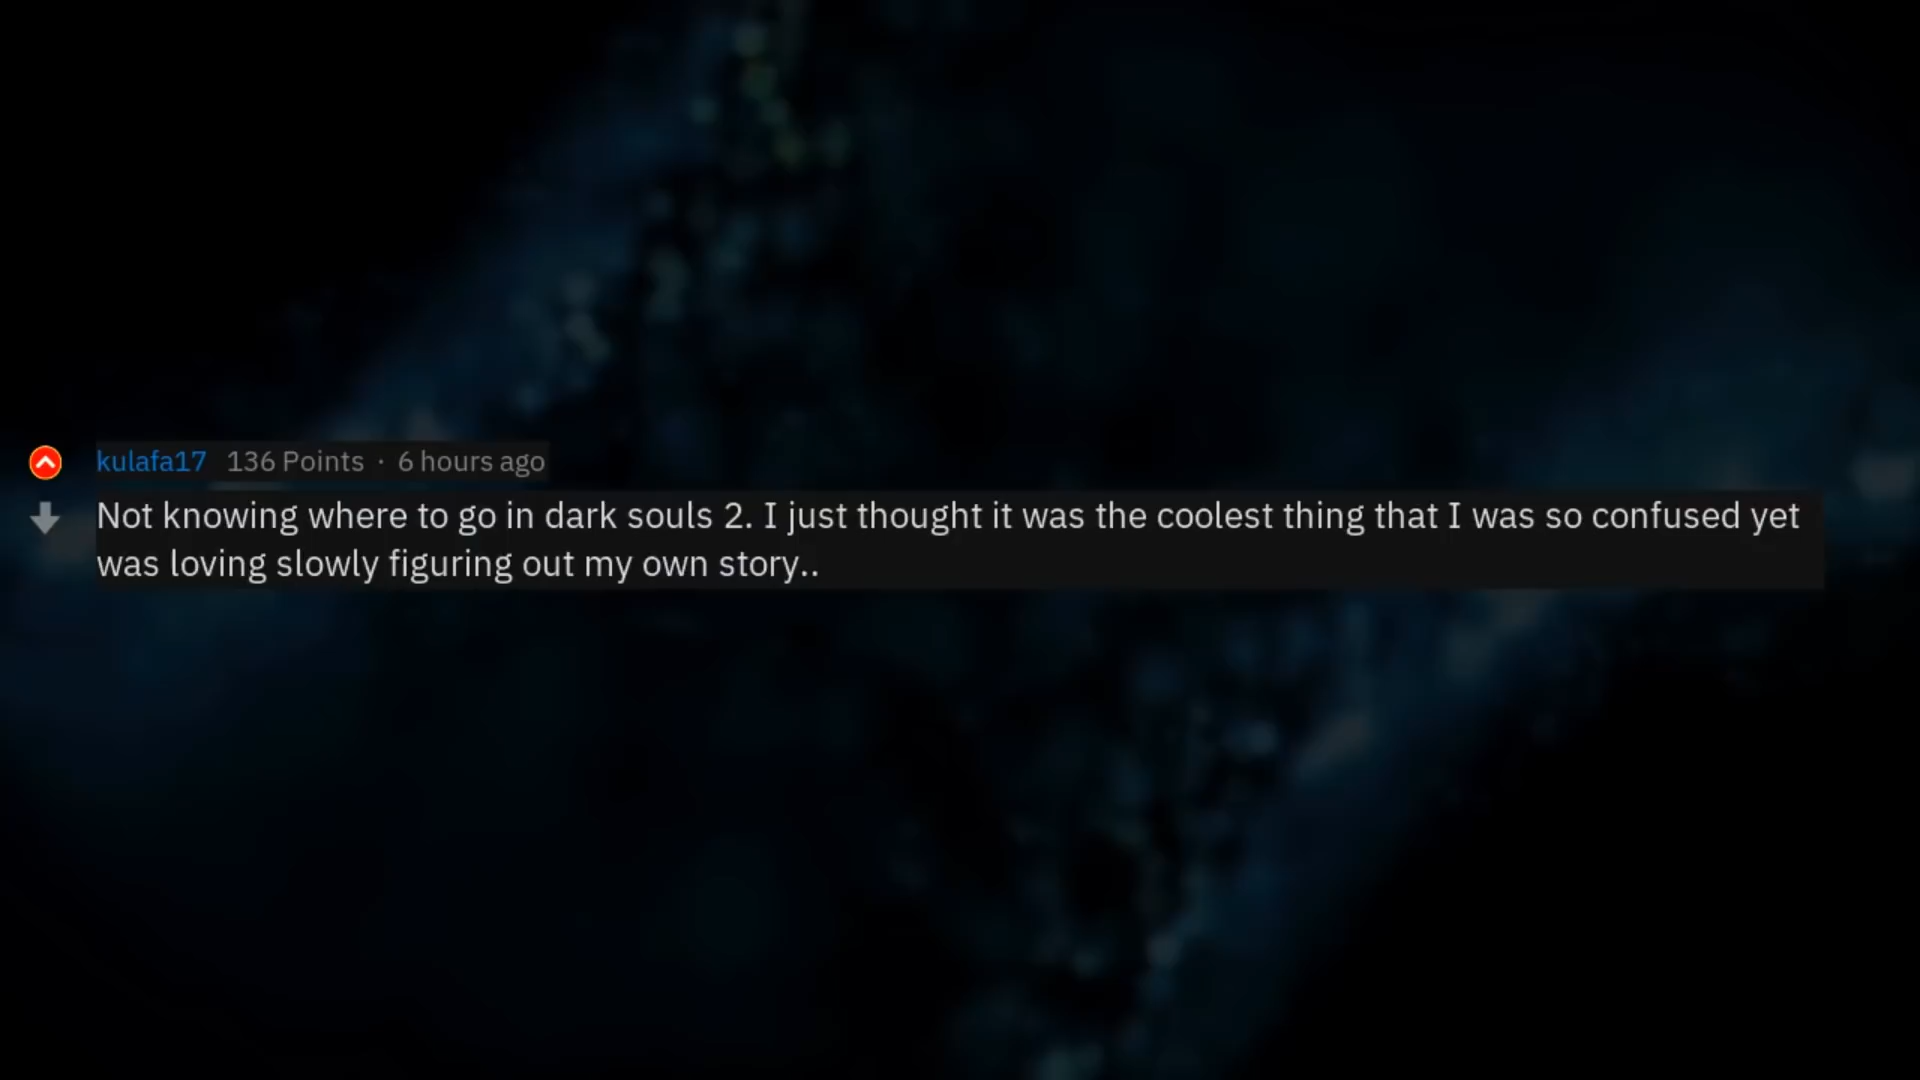 kulafa17 136 Points · 6 hours ago
Not knowing where to go in dark souls 2. I just thought it was the coolest thing that I was so confused yet
was loving slowly figuring out my own story..